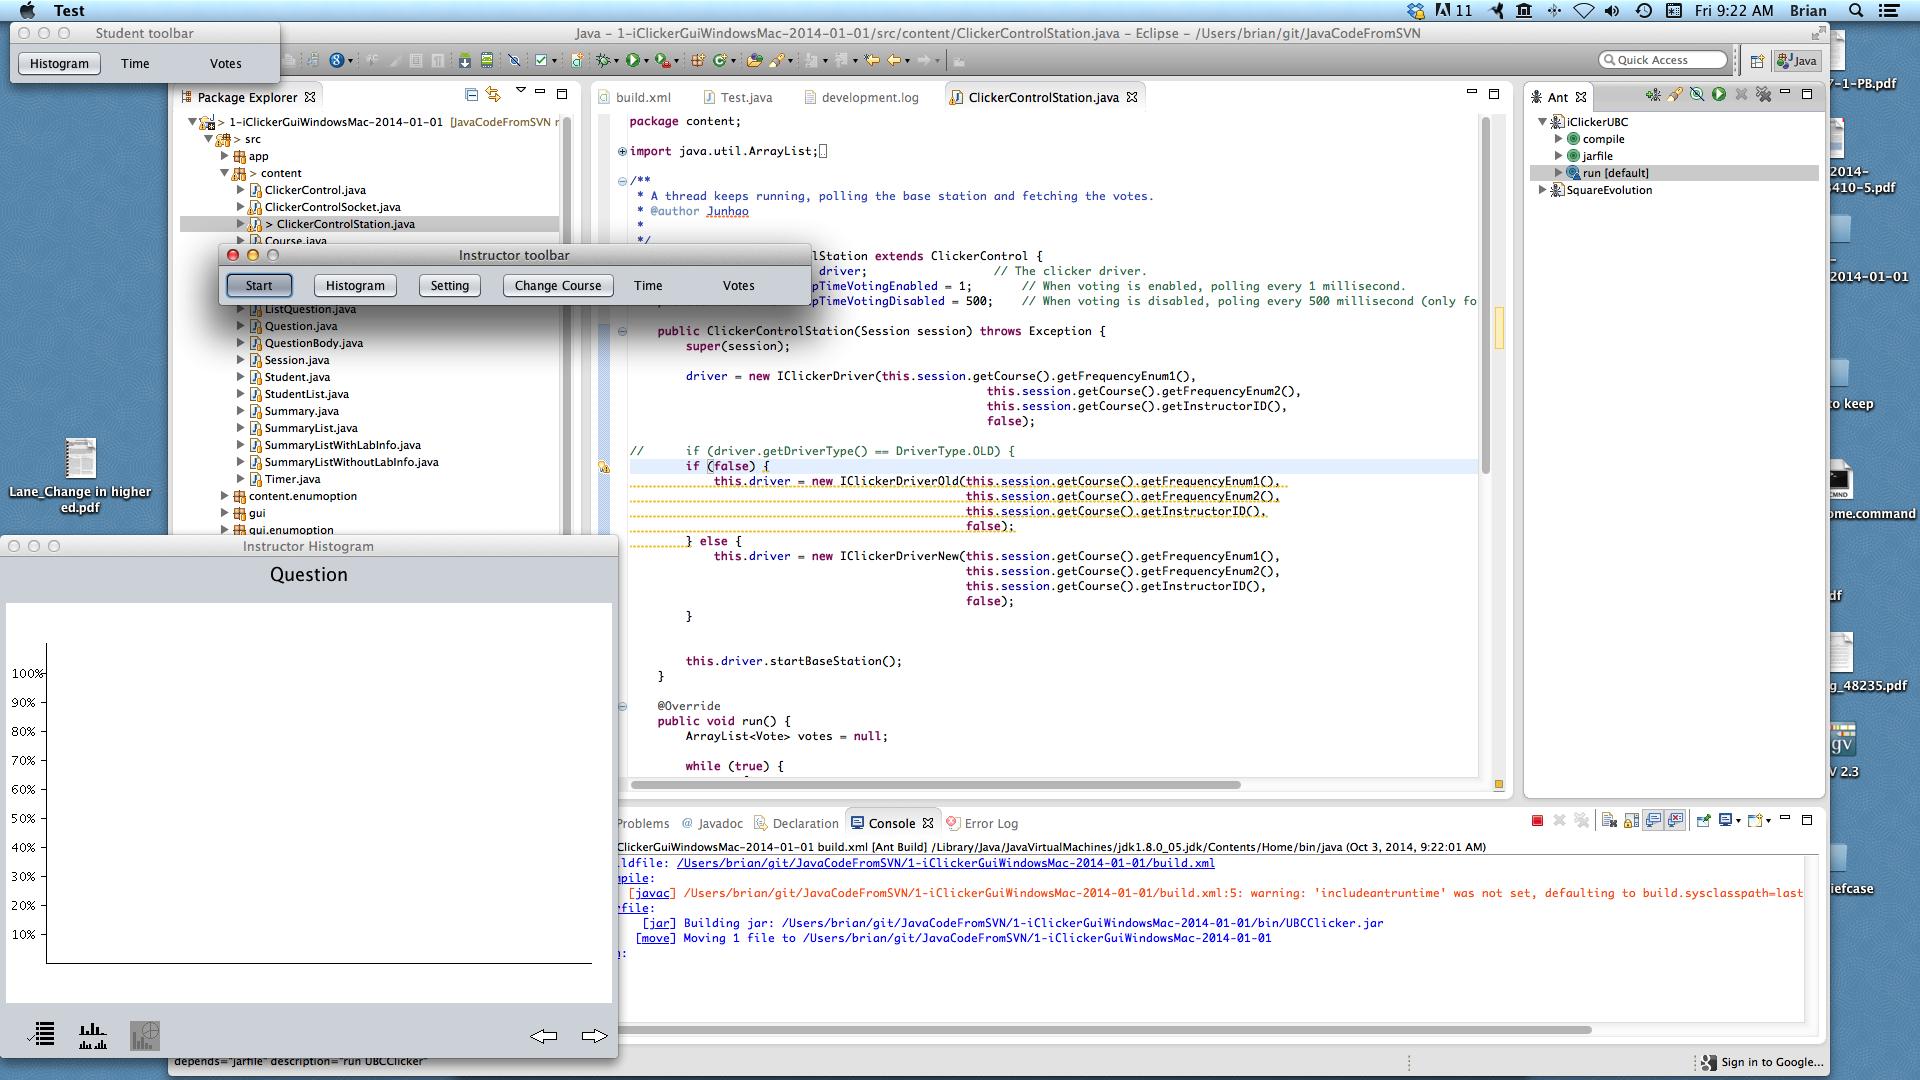 Test
11
Fri 9:22 AM
Brian
Student toolbar
Histogram Time Votes
Java - 1-iClickerGuiWindowsMac-2014-01-01/src/content/ClickerControlStation.java - Eclipse - /Users/brian/git/JavaCodeFromSVN
Quick Access
Java
Package Explorer
> 1-iClickerGuiWindowsMac-2014-01-01 [JavaCodeFromSVN r
> src
app
> content
ClickerControl.java
ClickerControlSocket.java
> ClickerControlStation.java
Course.java
ListQuestion.java
Question.java
QuestionBody.java
Session.java
Student.java
StudentList.java
Summary.java
SummaryList.java
SummaryListWithLabInfo.java
SummaryListWithoutLabInfo.java
Timer.java
content.enumoption
gui
gui.enumoption
Instructor toolbar
Start Histogram Setting Change Course Time Votes
build.xml
Test.java
development.log
ClickerControlStation.java
package content;
import java.util.ArrayList;
/**
* A thread keeps running, polling the base station and fetching the votes.
* @author Junhao
*
*/
lStation extends ClickerControl {
driver; // The clicker driver.
pTimeVotingEnabled = 1; // When voting is enabled, polling every 1 millisecond.
pTimeVotingDisabled = 500; // When voting is disabled, poling every 500 millisecond (only fo
public ClickerControlStation(Session session) throws Exception {
super(session);
driver = new IClickerDriver(this.session.getCourse().getFrequencyEnum1(),
this.session.getCourse().getFrequencyEnum2(),
this.session.getCourse().getInstructorID(),
false);
// if (driver.getDriverType() == DriverType.OLD) {
if (false) {
this.driver = new IClickerDriverOld(this.session.getCourse().getFrequencyEnum1(),
this.session.getCourse().getFrequencyEnum2(),
this.session.getCourse().getInstructorID(),
false);
} else {
this.driver = new IClickerDriverNew(this.session.getCourse().getFrequencyEnum1(),
this.session.getCourse().getFrequencyEnum2(),
this.session.getCourse().getInstructorID(),
false);
}
this.driver.startBaseStation();
}
@Override
public void run() {
ArrayList<Vote> votes = null;
while (true) {
Ant
iClickerUBC
compile
jarfile
run [default]
SquareEvolution
7-1-PB.pdf
2014-
3410-5.pdf
2014-01-01
to keep
CMND
ome.command
df
g_48235.pdf
gv
V 2.3
iefcase
Lane_Change in higher
ed.pdf
Instructor Histogram
Question
100%
90%
80%
70%
60%
50%
40%
30%
20%
10%
Problems
@ Javadoc
Declaration
Console
Error Log
ClickerGuiWindowsMac-2014-01-01 build.xml [Ant Build] /Library/Java/JavaVirtualMachines/jdk1.8.0_05.jdk/Contents/Home/bin/java (Oct 3, 2014, 9:22:01 AM)
ildfile: /Users/brian/git/JavaCodeFromSVN/1-iClickerGuiWindowsMac-2014-01-01/build.xml
mpile:
[javac] /Users/brian/git/JavaCodeFromSVN/1-iClickerGuiWindowsMac-2014-01-01/build.xml:5: warning: 'includeantruntime' was not set, defaulting to build.sysclasspath=last
rfile:
[jar] Building jar: /Users/brian/git/JavaCodeFromSVN/1-iClickerGuiWindowsMac-2014-01-01/bin/UBCClicker.jar
[move] Moving 1 file to /Users/brian/git/JavaCodeFromSVN/1-iClickerGuiWindowsMac-2014-01-01
n:
depends="jarfile" description="run UBCClicker"
Sign in to Google...